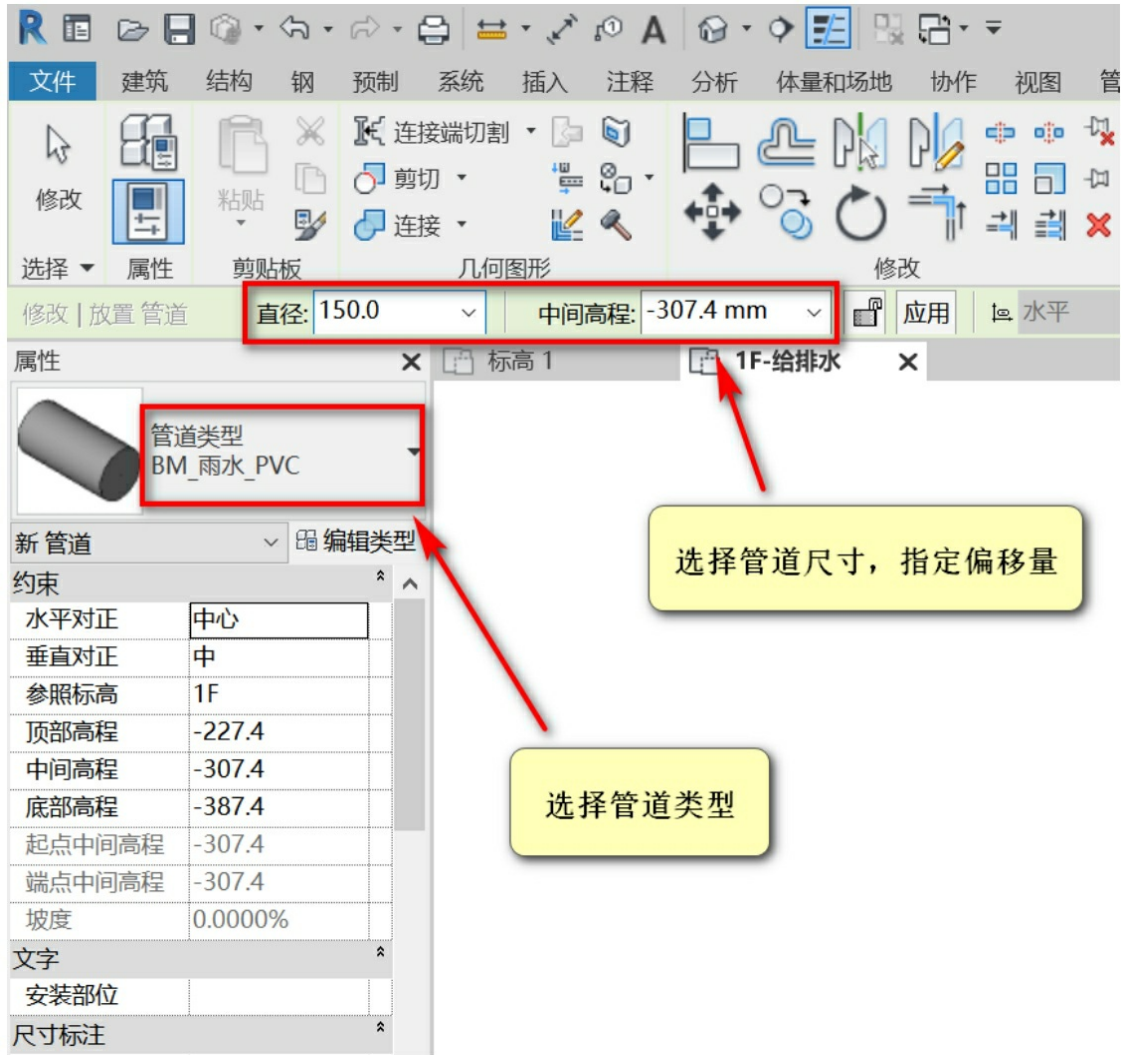 文件 建筑 结构 钢 预制 系统 插入 注释 分析 体量和场地 协作 视图 管
连接端切割
修改 粘贴 剪切
连接
选择 属性 剪贴板 几何图形 修改
修改 | 放置 管道 直径: 150.0 中间高程: -307.4 mm 应用 水平
属性 标高 1 1F-给排水
管道类型
BM_雨水_PVC
选择管道尺寸，指定偏移量
新 管道 编辑类型
约束
水平对正 中心
垂直对正 中
参照标高 1F
顶部高程 -227.4
中间高程 -307.4
选择管道类型
底部高程 -387.4
起点中间高程 -307.4
端点中间高程 -307.4
坡度 0.0000%
文字
安装部位
尺寸标注